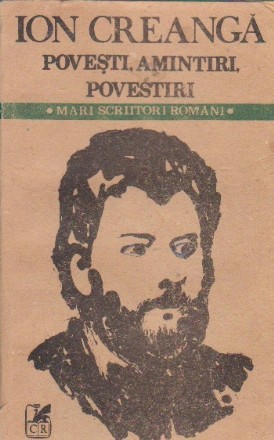 ION CREANGĂ
POVEȘTI, AMINTIRI,
POVESTIRI
• MARI SCRIITORI ROMÂNI •
CR